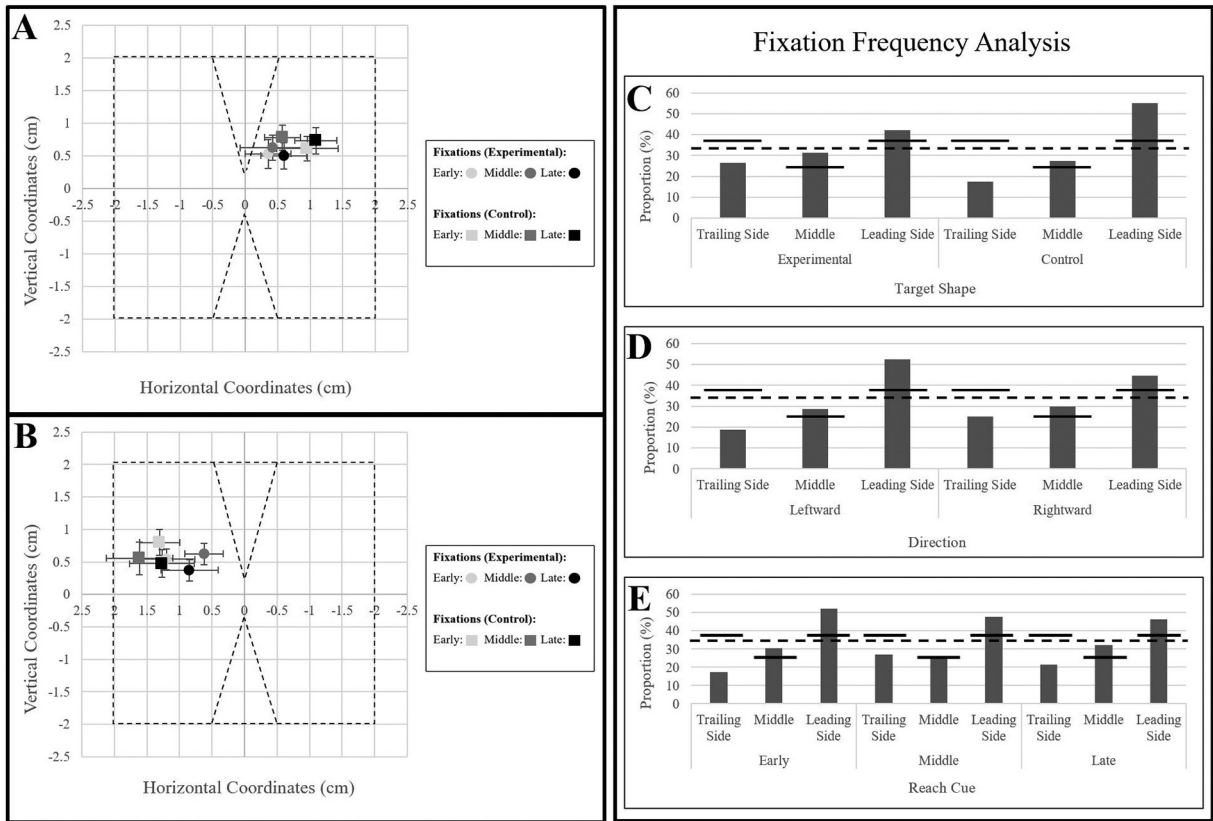 A
2.5
2
1.5
1
0.5
0
-0.5
-1
-1.5
-2
-2.5
-2.5 -2 -1.5 -1 -0.5 0 0.5 1 1.5 2 2.5
Vertical Coordinates (cm)
Horizontal Coordinates (cm)
Fixations (Experimental):
Early: Middle: Late:
Fixations (Control):
Early: Middle: Late:
B
2.5
2
1.5
1
0.5
0
-0.5
-1
-1.5
-2
-2.5
2.5 2 1.5 1 0.5 0 -0.5 -1 -1.5 -2 -2.5
Vertical Coordinates (cm)
Horizontal Coordinates (cm)
Fixations (Experimental):
Early: Middle: Late:
Fixations (Control):
Early: Middle: Late:
Fixation Frequency Analysis
C
Proportion (%)
60
50
40
30
20
10
0
Trailing Side Middle Leading Side Trailing Side Middle Leading Side
Experimental Control
Target Shape
D
Proportion (%)
60
50
40
30
20
10
0
Trailing Side Middle Leading Side Trailing Side Middle Leading Side
Leftward Rightward
Direction
E
Proportion (%)
60
50
40
30
20
10
0
Trailing Middle Leading Trailing Middle Leading Trailing Middle Leading
Side Side Side Side Side Side
Early Middle Late
Reach Cue